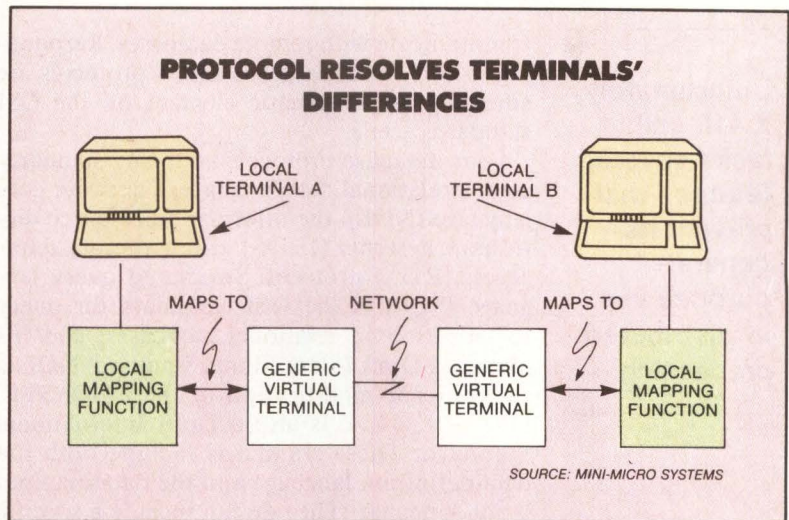 PROTOCOL RESOLVES TERMINALS'
DIFFERENCES
LOCAL
TERMINAL A
LOCAL
TERMINAL B
MAPS TO
NETWORK
MAPS TO
LOCAL
MAPPING
FUNCTION
GENERIC
VIRTUAL
TERMINAL
GENERIC
VIRTUAL
TERMINAL
LOCAL
MAPPING
FUNCTION
SOURCE: MINI-MICRO SYSTEMS